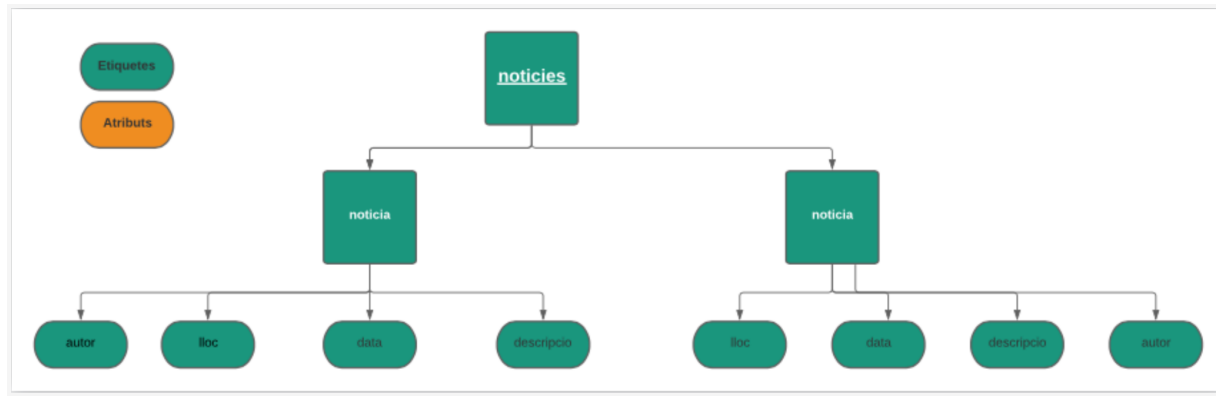 Etiquetes
Atributs
noticies
noticia
noticia
autor
lloc
data
descripcio
lloc
data
descripcio
autor